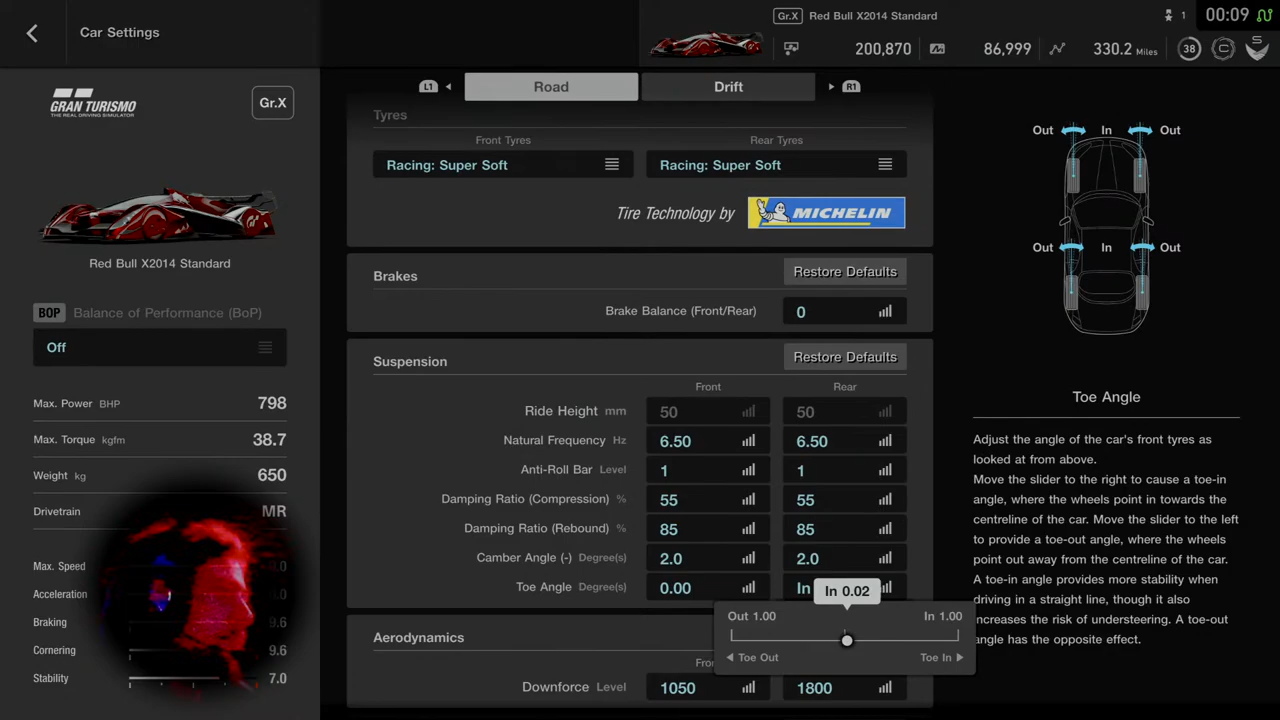 Car Settings
Gr.X Red Bull X2014 Standard
1
00:09
200,870
86,999
330.2 Miles
38
C
S
GRAN TURISMO
THE REAL DRIVING SIMULATOR
Gr.X
Red Bull X2014 Standard
BOP Balance of Performance (BoP)
Off
Max. Power BHP 798
Max. Torque kgfm 38.7
Weight kg 650
Drivetrain MR
Max. Speed
Acceleration
Braking 9.6
Cornering 9.6
Stability 7.0
L1 Road Drift R1
Tyres
Front Tyres Rear Tyres
Racing: Super Soft Racing: Super Soft
Tire Technology by MICHELIN
Brakes Restore Defaults
Brake Balance (Front/Rear) 0
Suspension Restore Defaults
Front Rear
Ride Height mm 50 50
Natural Frequency Hz 6.50 6.50
Anti-Roll Bar Level 1 1
Damping Ratio (Compression) % 55 55
Damping Ratio (Rebound) % 85 85
Camber Angle (-) Degree(s) 2.0 2.0
Toe Angle Degree(s) 0.00 In
In 0.02
Out 1.00 In 1.00
Toe Out Toe In
Aerodynamics
Downforce Level 1050 1800
Out In Out
Out In Out
Toe Angle
Adjust the angle of the car's front tyres as
looked at from above.
Move the slider to the right to cause a toe-in
angle, where the wheels point in towards the
centreline of the car. Move the slider to the left
to provide a toe-out angle, where the wheels
point out away from the centreline of the car.
A toe-in angle provides more stability when
driving in a straight line, though it also
increases the risk of understeering. A toe-out
angle has the opposite effect.